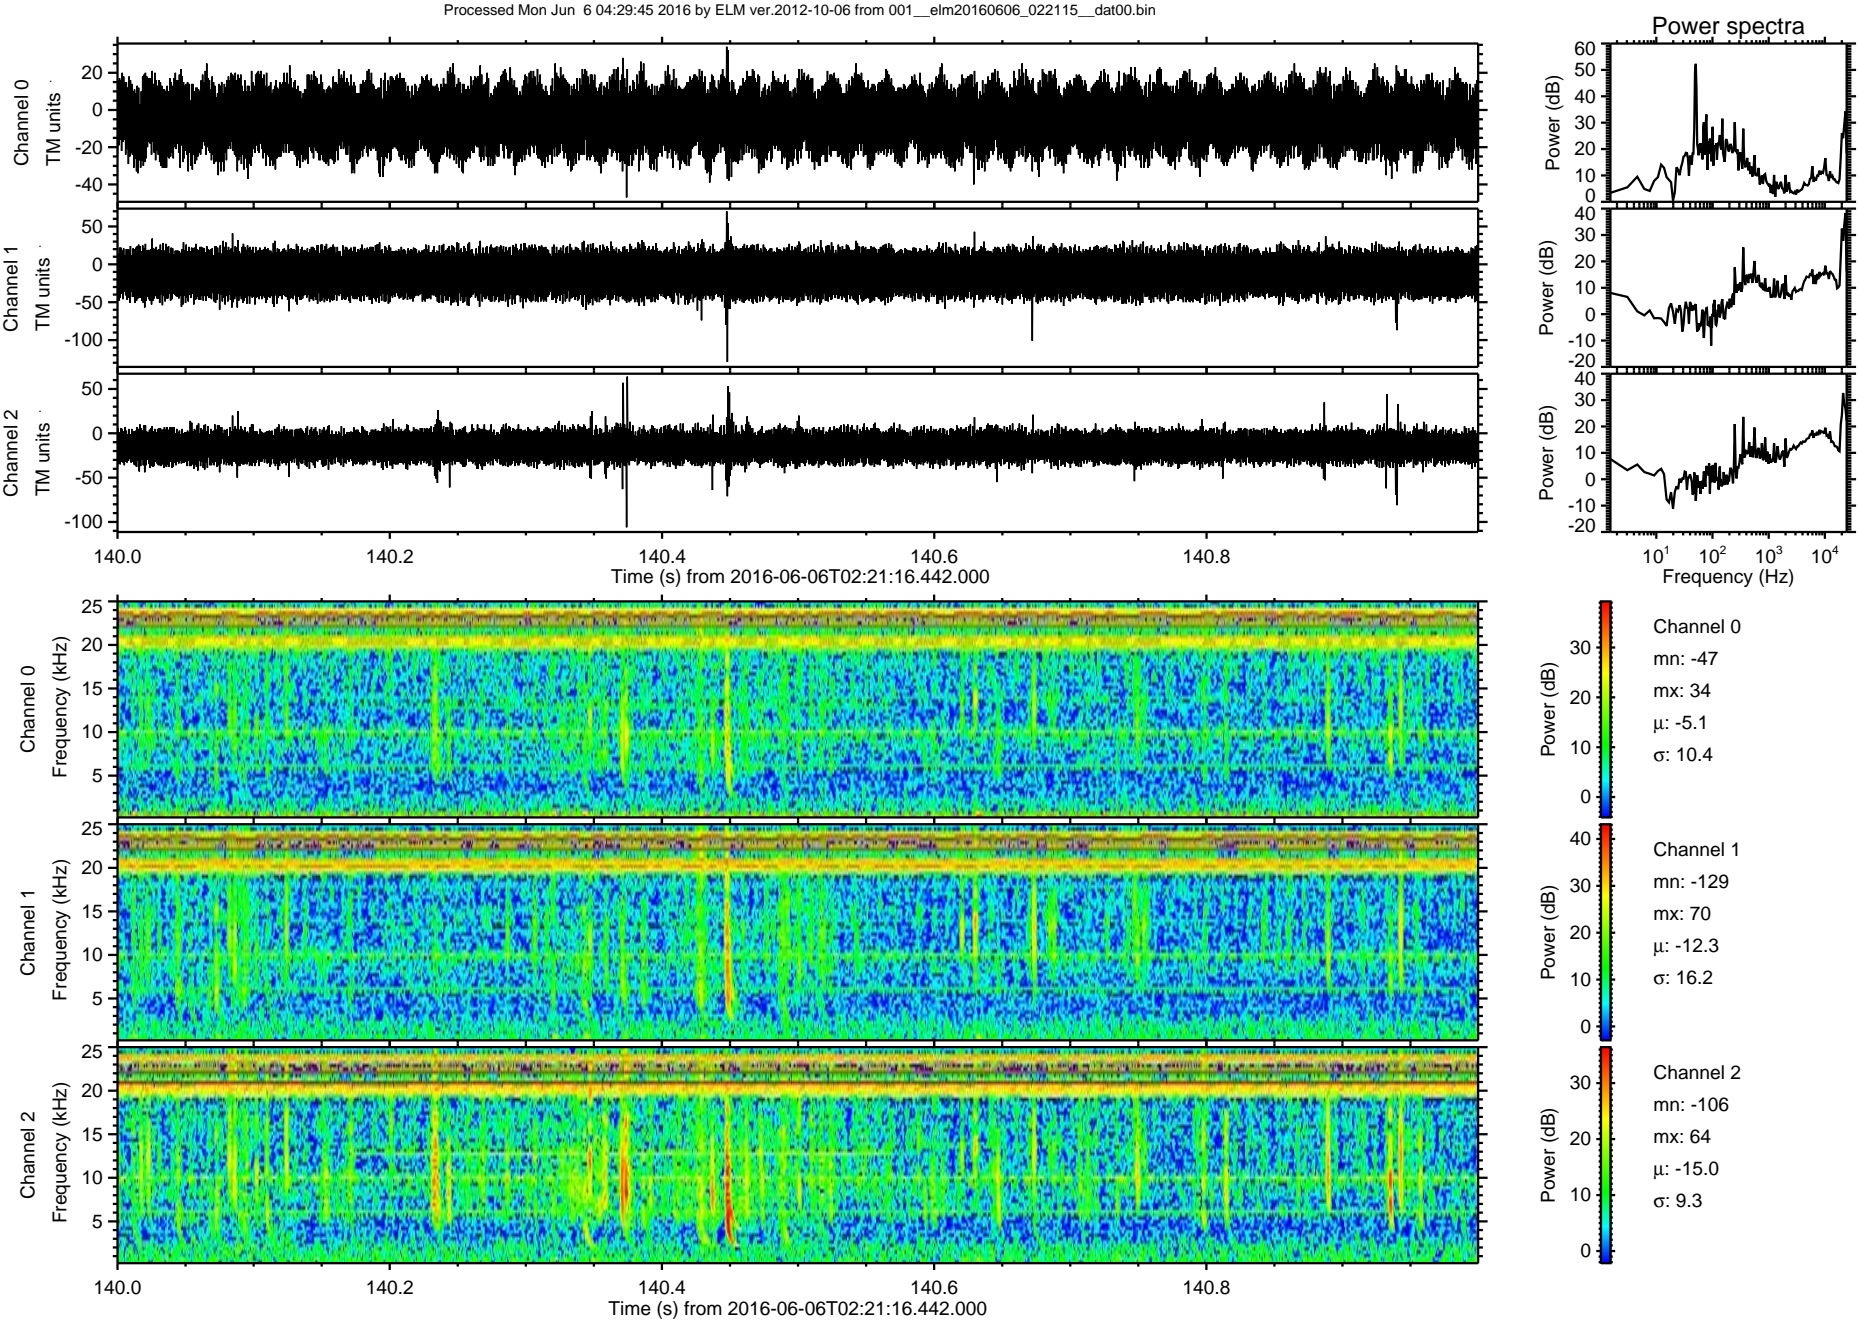 Processed Mon Jun  6 04:29:45 2016 by ELM ver.2012-10-06 from 001__elm20160606_022115__dat00.bin
Power spectra
Channel 0
TM units
20
0
-20
-40
Power (dB)
60
50
40
30
20
10
0
Channel 1
TM units
50
0
-50
-100
Power (dB)
40
30
20
10
0
-10
-20
Channel 2
TM units
50
0
-50
-100
Power (dB)
40
30
20
10
0
-10
-20
140.0 140.2 140.4 140.6 140.8
Time (s) from 2016-06-06T02:21:16.442.000
10^1 10^2 10^3 10^4
Frequency (Hz)
Channel 0
Frequency (kHz)
25
20
15
10
5
Power (dB)
30
20
10
0
Channel 0
mn: -47
mx: 34
μ: -5.1
σ: 10.4
Channel 1
Frequency (kHz)
25
20
15
10
5
Power (dB)
40
30
20
10
0
Channel 1
mn: -129
mx: 70
μ: -12.3
σ: 16.2
Channel 2
Frequency (kHz)
25
20
15
10
5
Power (dB)
30
20
10
0
Channel 2
mn: -106
mx: 64
μ: -15.0
σ: 9.3
140.0 140.2 140.4 140.6 140.8
Time (s) from 2016-06-06T02:21:16.442.000